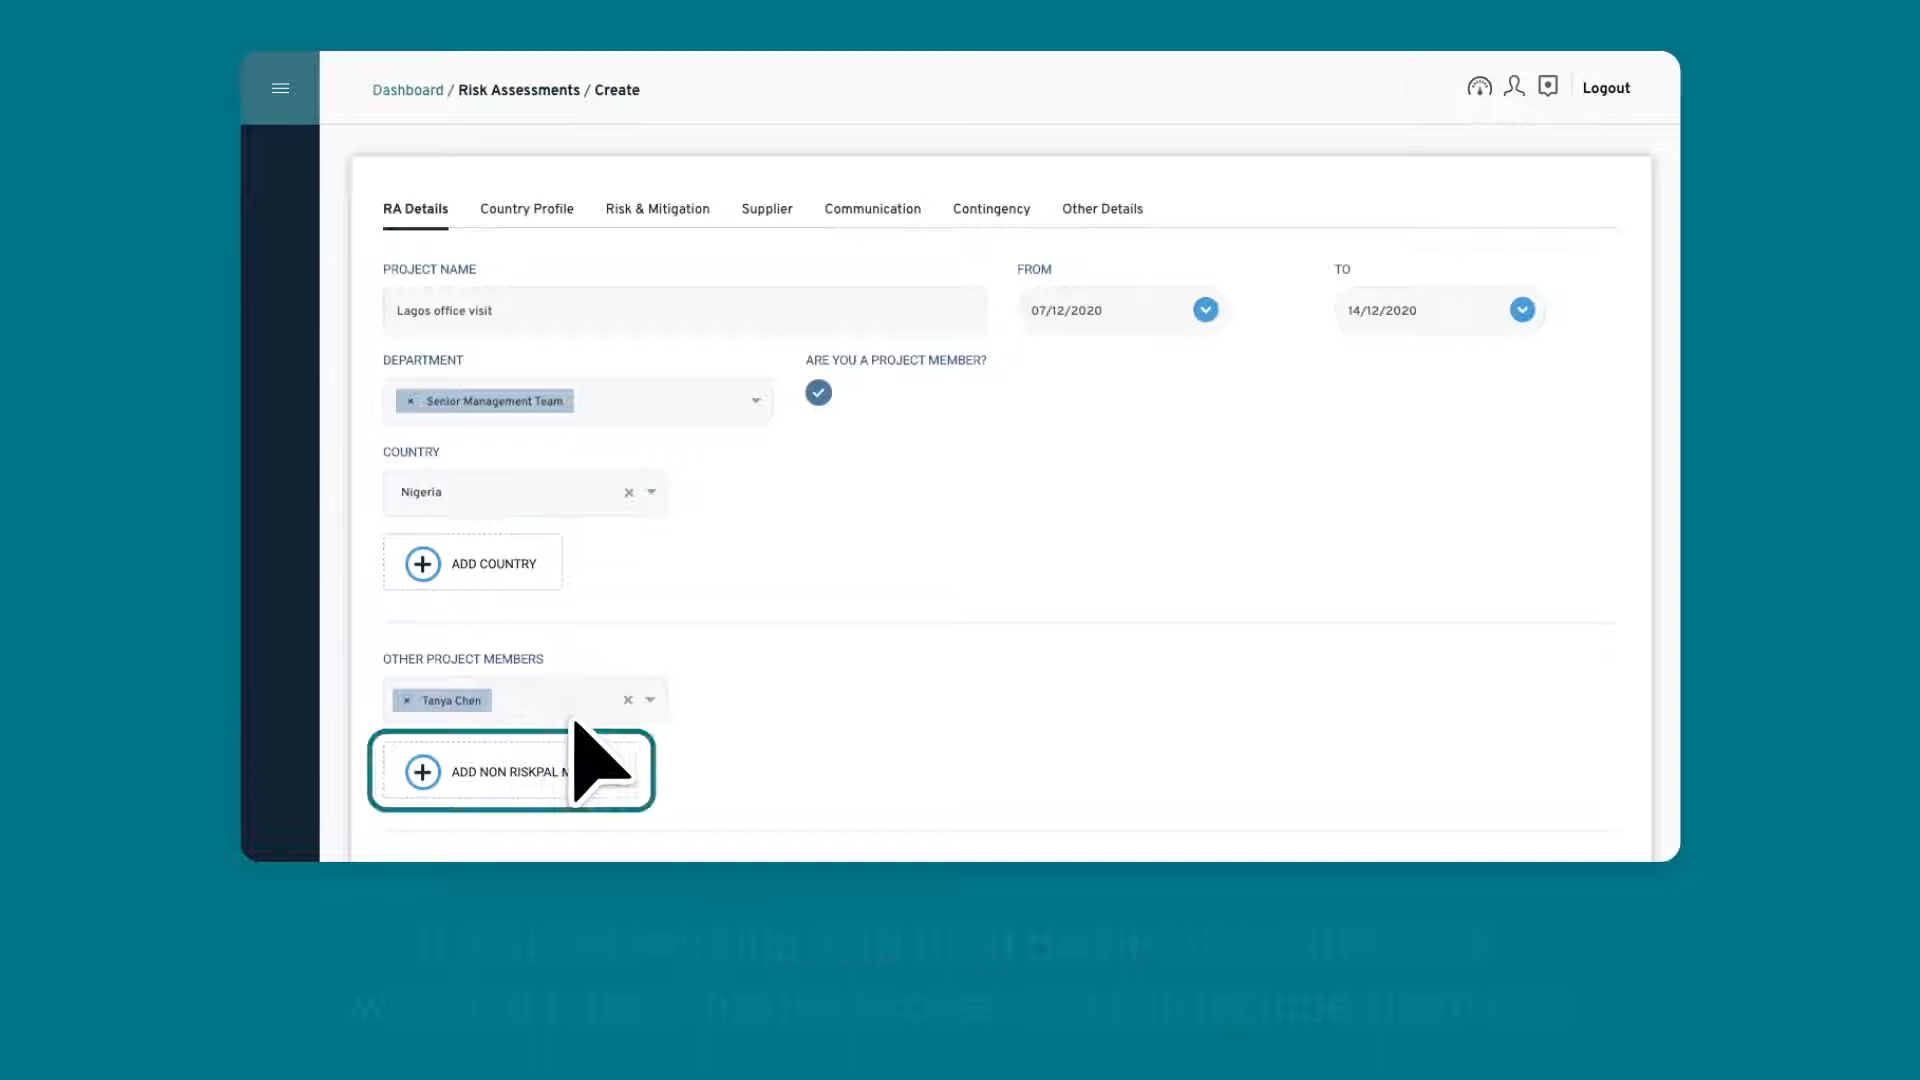 Dashboard / Risk Assessments / Create
Logout
RA Details Country Profile Risk & Mitigation Supplier Communication Contingency Other Details
PROJECT NAME FROM TO
Lagos office visit 07/12/2020 14/12/2020
DEPARTMENT ARE YOU A PROJECT MEMBER?
× Senior Management Team
COUNTRY
Nigeria
ADD COUNTRY
OTHER PROJECT MEMBERS
× Tanya Chen
ADD NON RISKPAL